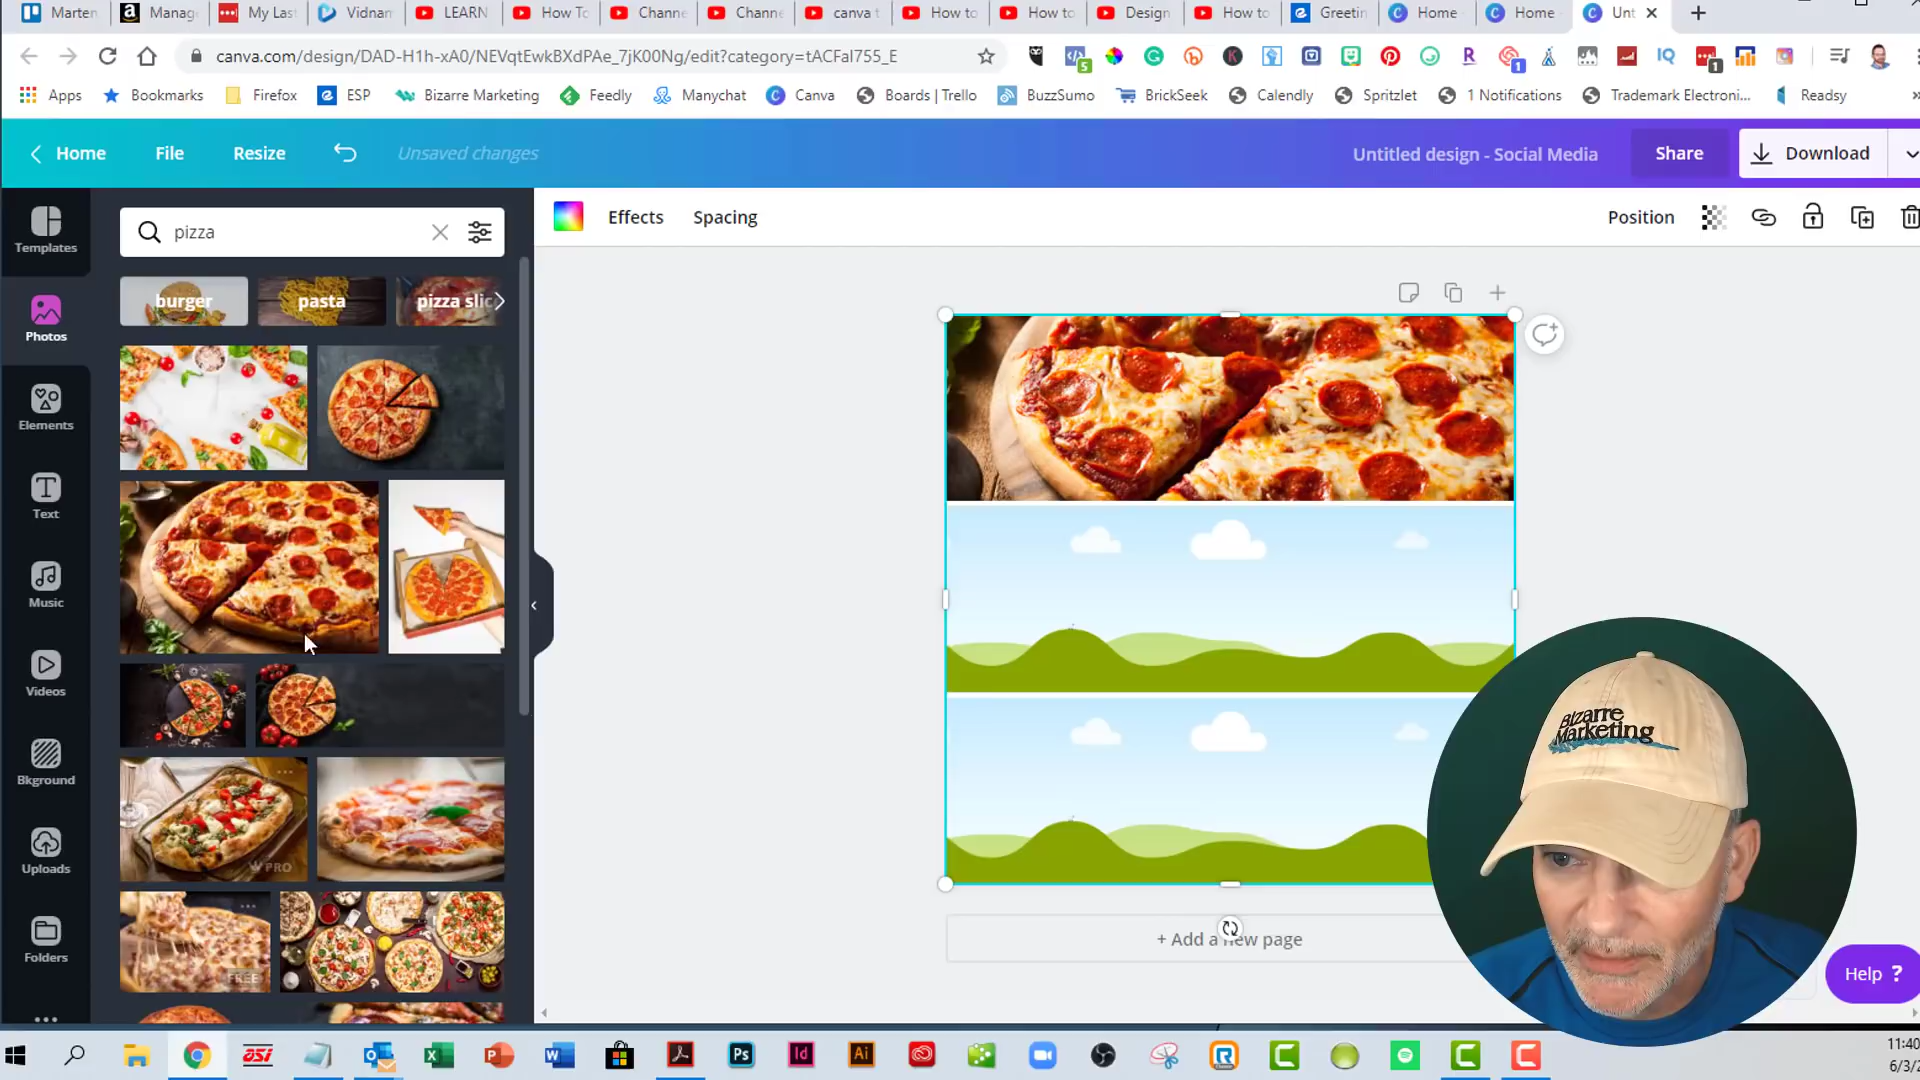 Marten
Manag
My Las
Vidnam
LEARN
How To
Chann
Chann
canva t
How to
How to
Design
How to
Greetin
Home
Home
Unt
canva.com/design/DAD-H1h-xA0/NEVqtEwkBXdPAe_7jK00Ng/edit?category=tACFal755_E
Apps
Bookmarks
Firefox
ESP
Bizarre Marketing
Feedly
Manychat
Canva
Boards | Trello
BuzzSumo
BrickSeek
Calendly
Spritzlet
1 Notifications
Trademark Electroni...
Readsy
Home
File
Resize
Unsaved changes
Untitled design - Social Media
Share
Download
Templates
Photos
Elements
Text
Music
Videos
Bkground
Uploads
Folders
pizza
burger
pasta
pizza slic
PRO
FREE
Effects
Spacing
Position
+ Add a new page
Bizarre
Marketing
Help ?
11:40
6/3/2